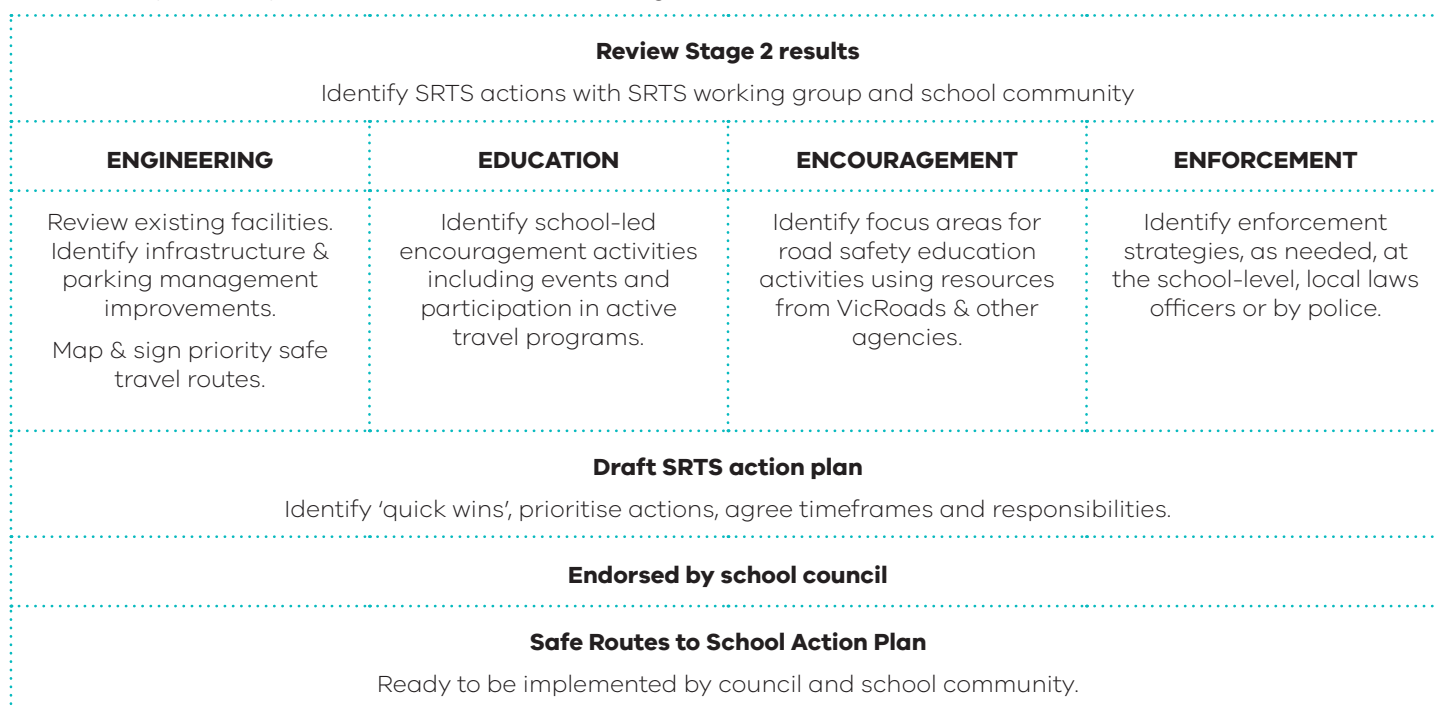 Review Stage 2 results
Identify SRTS actions with SRTS working group and school community
ENGINEERING
Review existing facilities.
Identify infrastructure &
parking management
improvements.
Map & sign priority safe
travel routes.
EDUCATION
Identify school-led
encouragement activities
including events and
participation in active
travel programs.
ENCOURAGEMENT
Identify focus areas for
road safety education
activities using resources
from VicRoads & other
agencies.
ENFORCEMENT
Identify enforcement
strategies, as needed, at
the school-level, local laws
officers or by police.
Draft SRTS action plan
Identify ‘quick wins’, prioritise actions, agree timeframes and responsibilities.
Endorsed by school council
Safe Routes to School Action Plan
Ready to be implemented by council and school community.